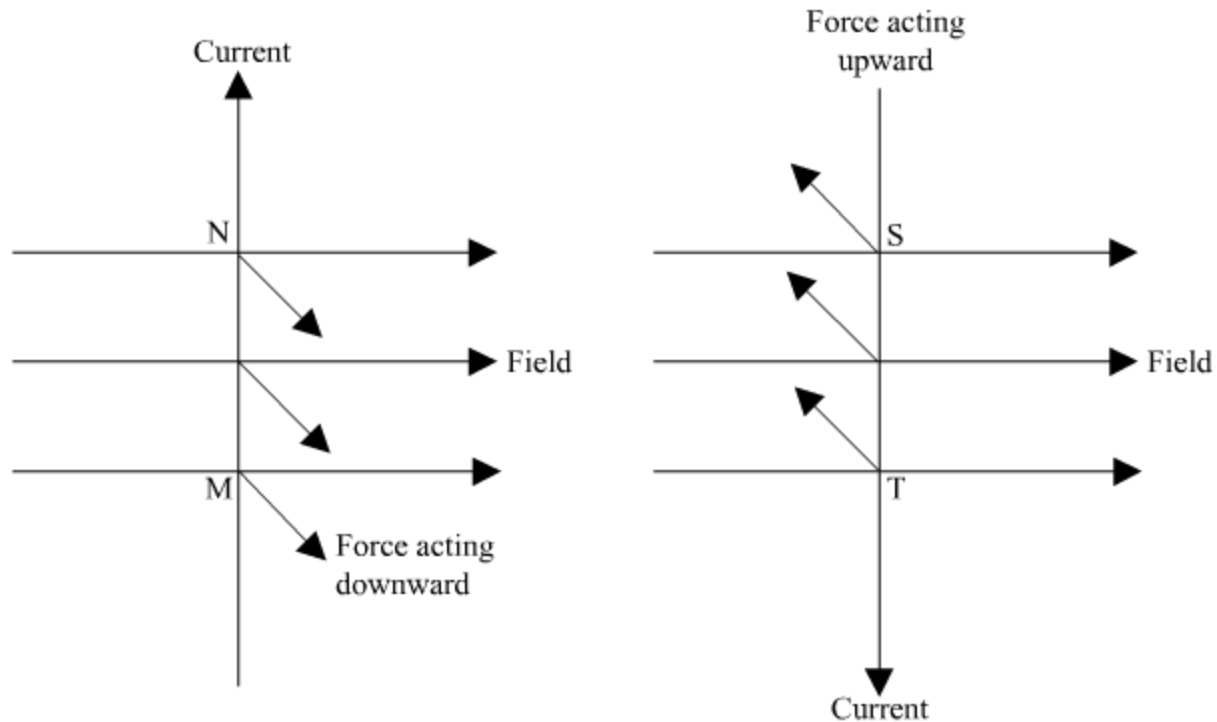 Current
N
Field
M
Force acting
downward
Force acting
upward
S
Field
T
Current